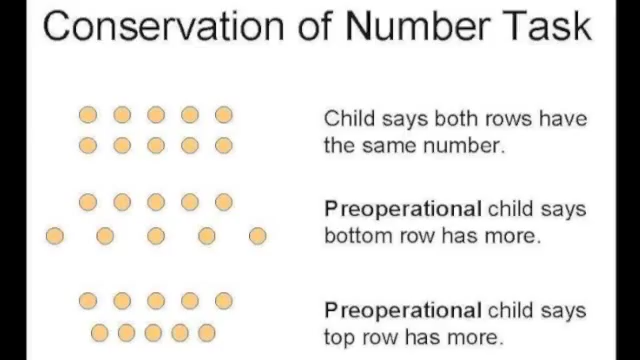 Conservation of Number Task
Child says both rows have
the same number.
Preoperational child says
bottom row has more.
Preoperational child says
top row has more.